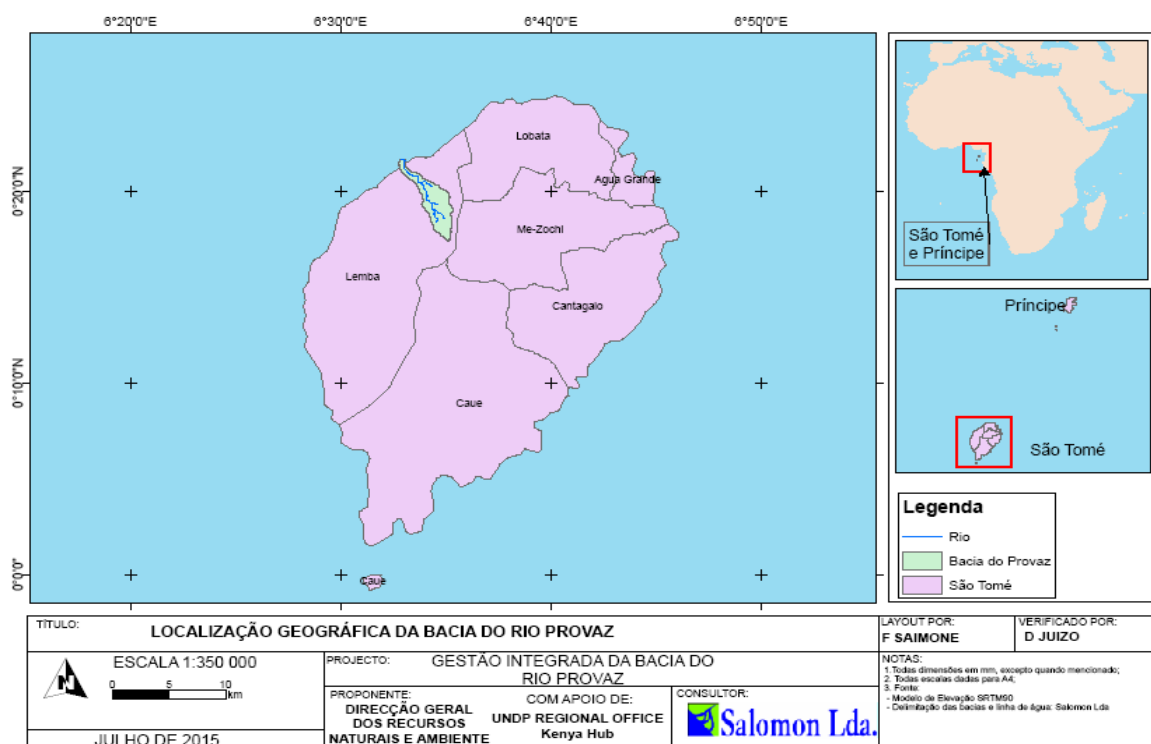 6°20'0"E
6°30'0"E
6°40'0"E
6°50'0"E
0°20'0"N
0°10'0"N
0°0'0"
Lobata
Agua Grande
Me-Zochi
Lemba
Cantagalo
Caue
Caue
São Tomé
e Príncipe
Príncipe
São Tomé
Legenda
Rio
Bacia do Provaz
São Tomé
TÍTULO:
LOCALIZAÇÃO GEOGRÁFICA DA BACIA DO RIO PROVAZ
LAYOUT POR:
F SAIMONE
VERIFICADO POR:
D JUIZO
N
ESCALA 1:350 000
0 5 10
km
JULHO DE 2015
PROJECTO:
GESTÃO INTEGRADA DA BACIA DO
RIO PROVAZ
PROPONENTE:
DIRECÇÃO GERAL
DOS RECURSOS
NATURAIS E AMBIENTE
COM APOIO DE:
UNDP REGIONAL OFFICE
Kenya Hub
CONSULTOR:
Salomon Lda.
NOTAS:
1. Todas dimensões em mm, excepto quando mencionado;
2. Todas escalas dadas para A4;
3. Fonte:
- Modelo de Elevação SRTM90
- Delimitação das bacias e linha de água: Salomon Lda